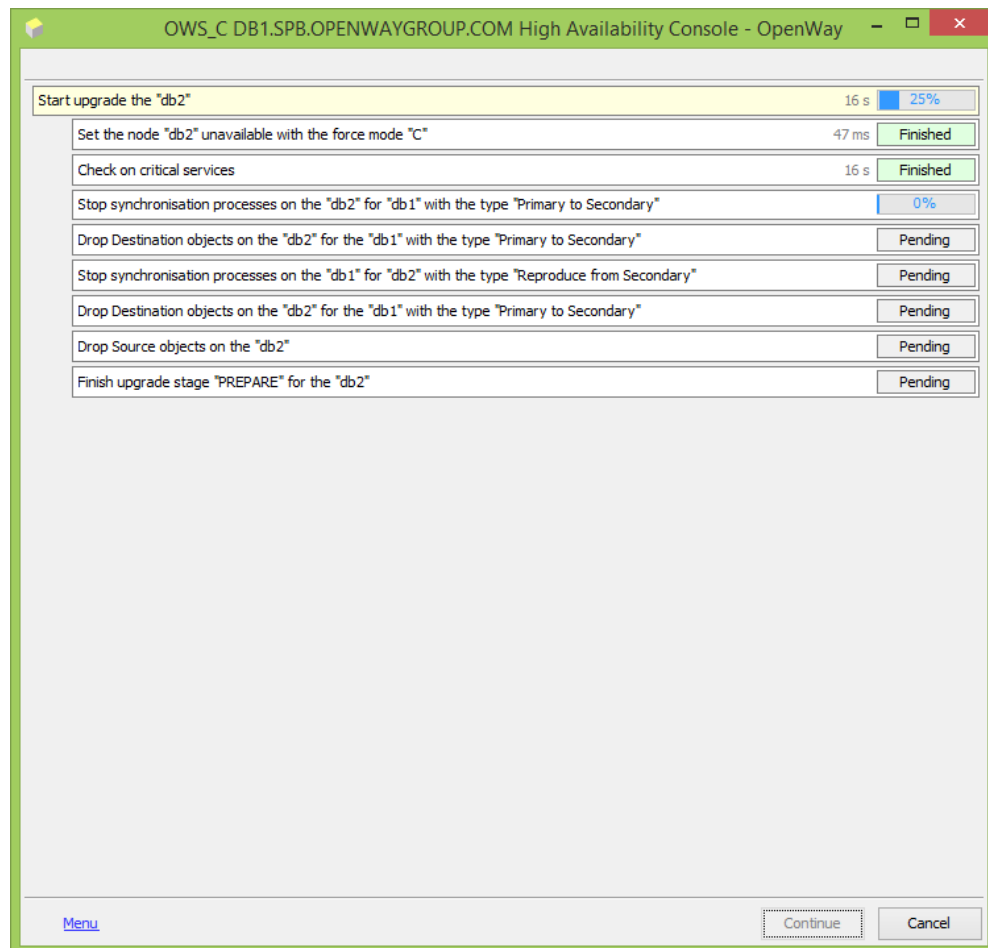 OWS_C DB1.SPB.OPENWAYGROUP.COM High Availability Console - OpenWay
Start upgrade the "db2" 16 s 25%
Set the node "db2" unavailable with the force mode "C" 47 ms Finished
Check on critical services 16 s Finished
Stop synchronisation processes on the "db2" for "db1" with the type "Primary to Secondary" 0%
Drop Destination objects on the "db2" for the "db1" with the type "Primary to Secondary" Pending
Stop synchronisation processes on the "db1" for "db2" with the type "Reproduce from Secondary" Pending
Drop Destination objects on the "db2" for the "db1" with the type "Primary to Secondary" Pending
Drop Source objects on the "db2" Pending
Finish upgrade stage "PREPARE" for the "db2" Pending
Menu Continue Cancel